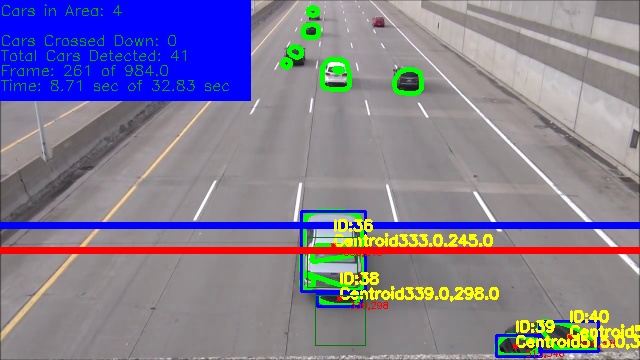 Cars in Area: 4
Cars Crossed Down: 0
Total Cars Detected: 41
Frame: 261 of 984.0
Time: 8.71 sec of 32.83 sec
ID:36
Centroid333.0,245.0
ID:38
Centroid339.0,298.0
ID:40
ID:39